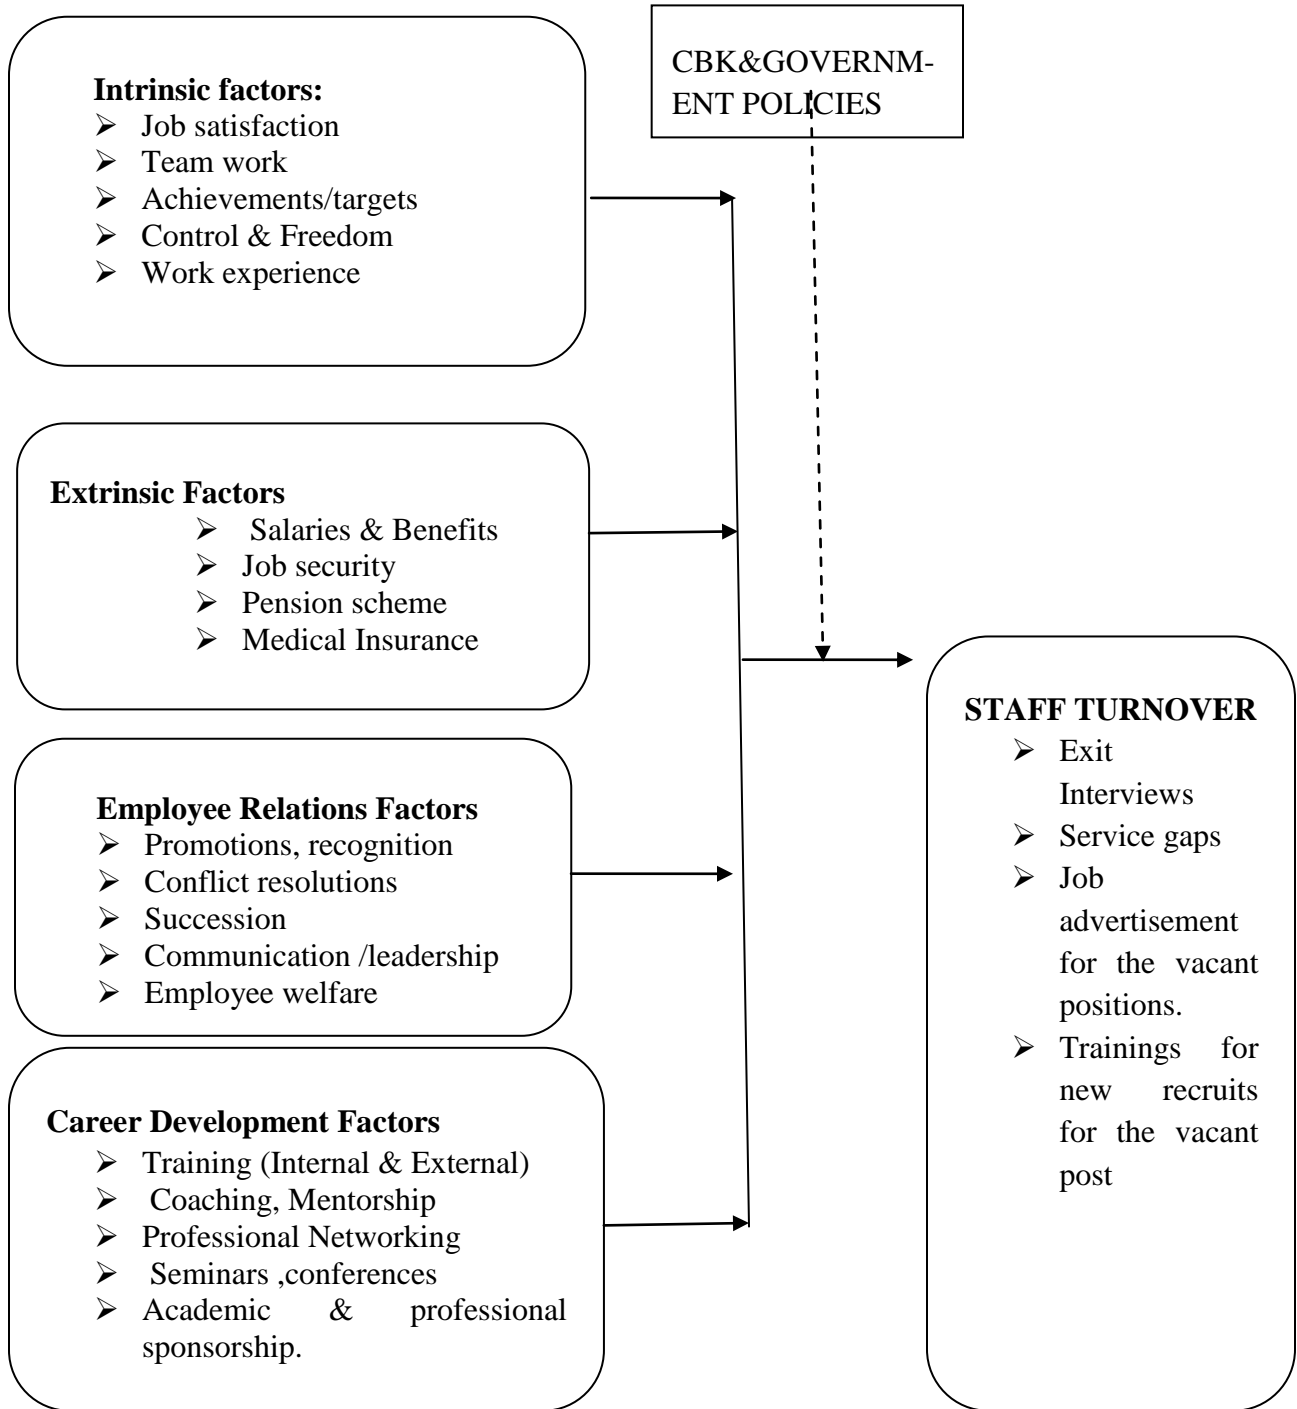 Intrinsic factors:
➢ Job satisfaction
➢ Team work
➢ Achievements/targets
➢ Control & Freedom
➢ Work experience
CBK&GOVERNM-
ENT POLICIES
Extrinsic Factors
➢ Salaries & Benefits
➢ Job security
➢ Pension scheme
➢ Medical Insurance
Employee Relations Factors
➢ Promotions, recognition
➢ Conflict resolutions
➢ Succession
➢ Communication /leadership
➢ Employee welfare
Career Development Factors
➢ Training (Internal & External)
➢ Coaching, Mentorship
➢ Professional Networking
➢ Seminars ,conferences
➢ Academic & professional
sponsorship.
STAFF TURNOVER
➢ Exit
Interviews
➢ Service gaps
➢ Job
advertisement
for the vacant
positions.
➢ Trainings for
new recruits
for the vacant
post